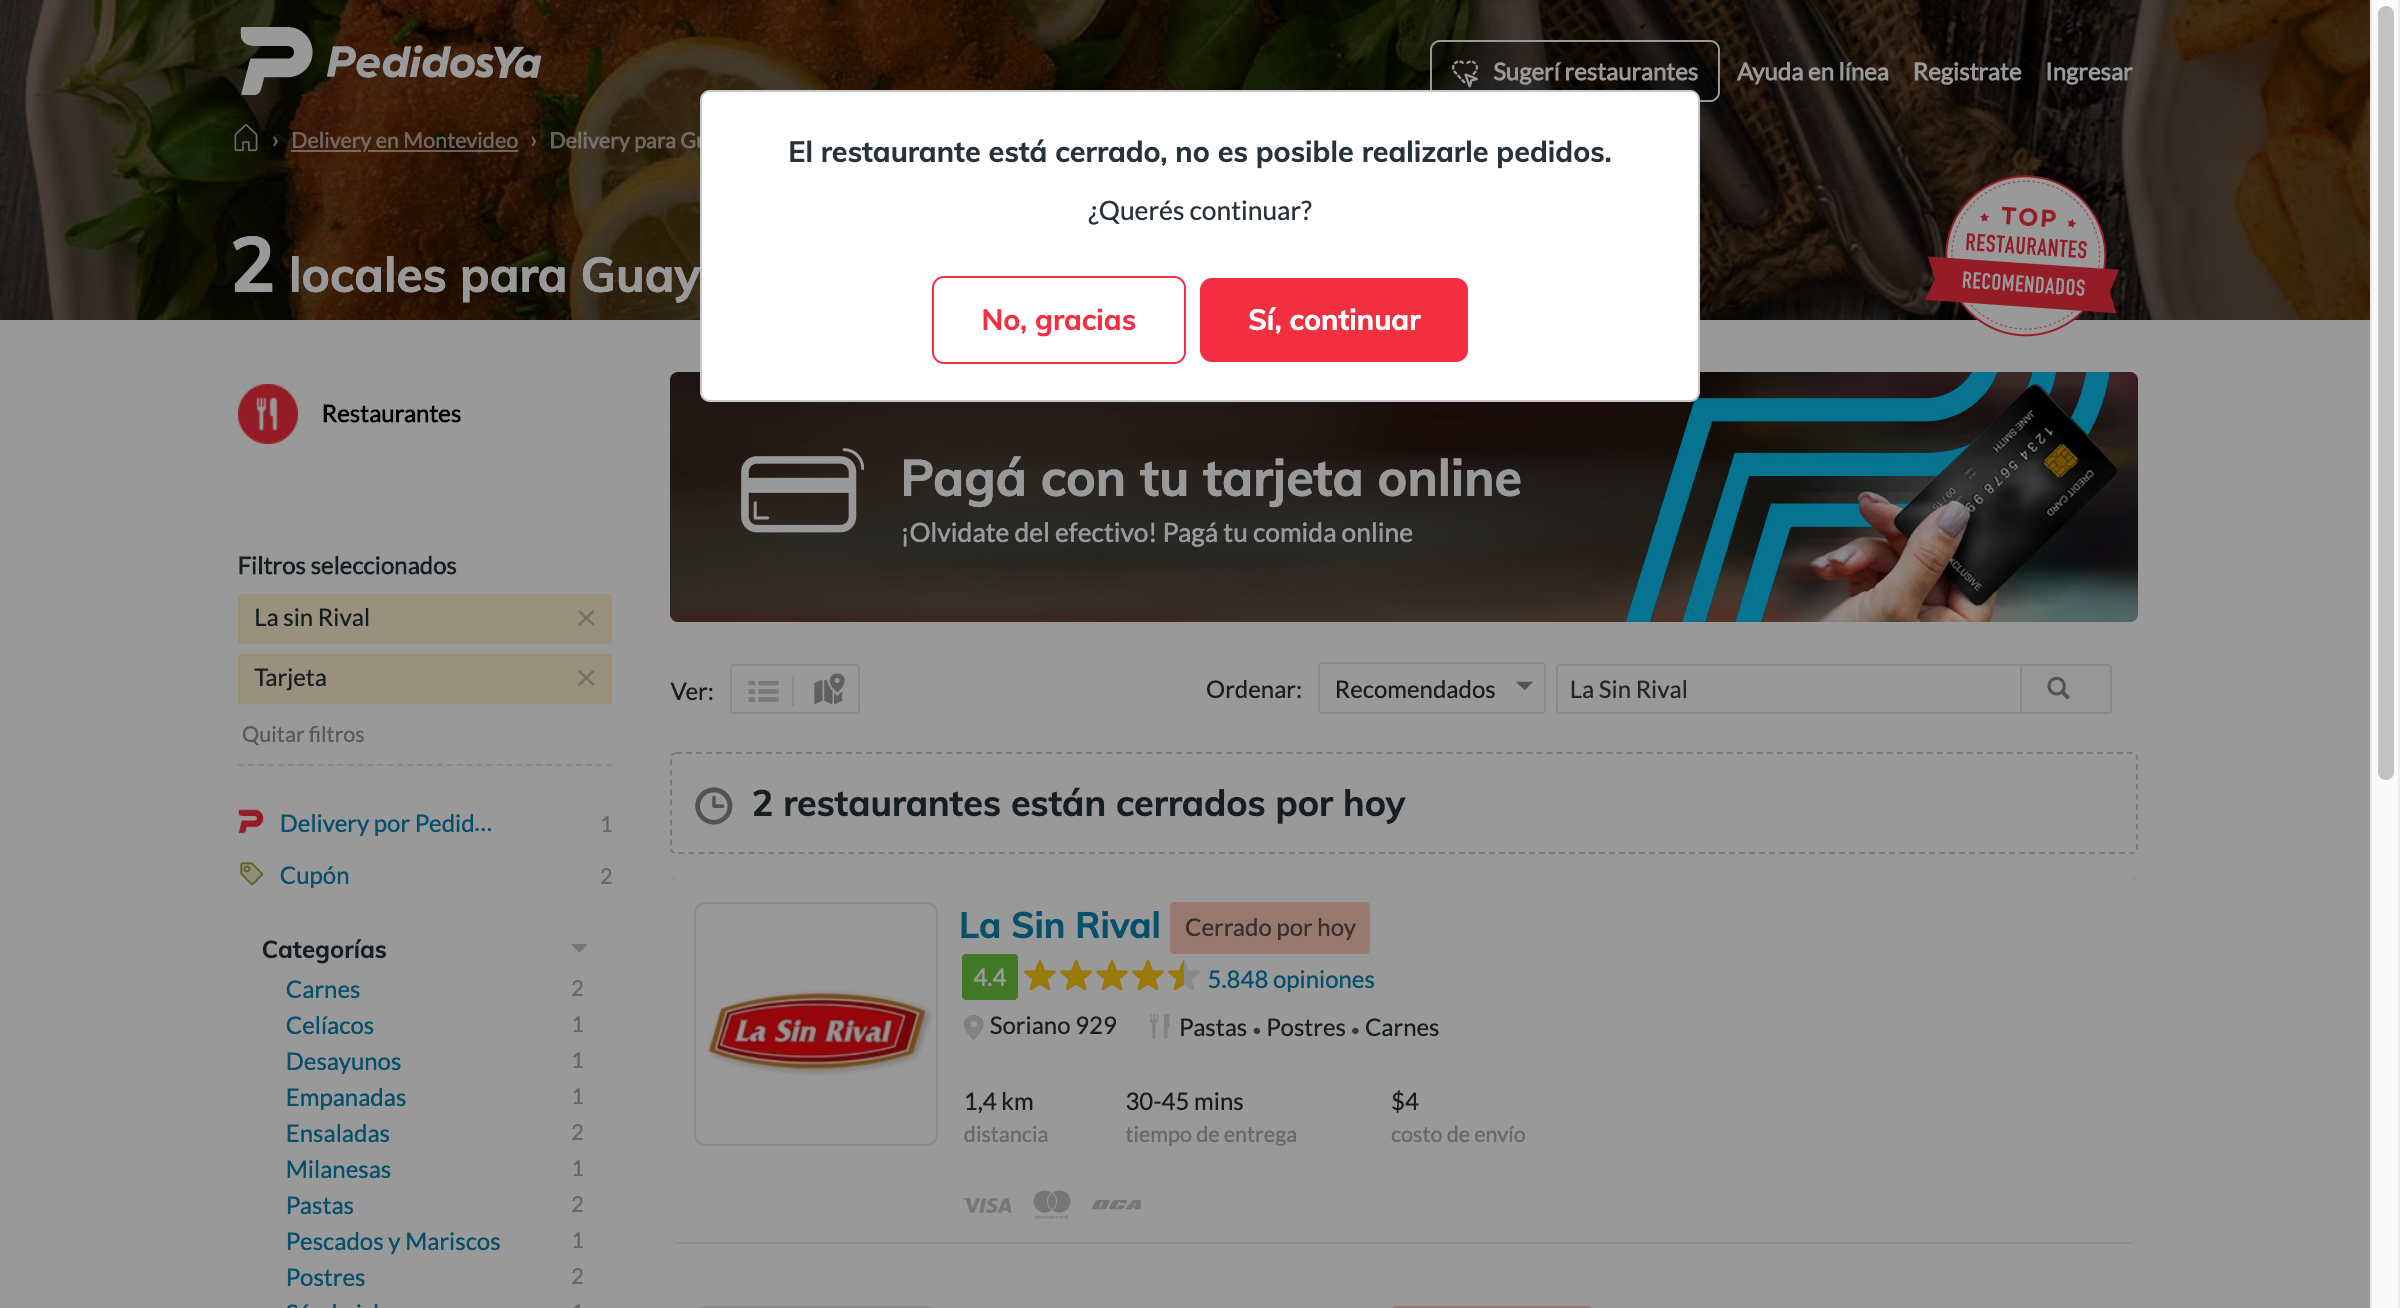 PedidosYa
Sugerí restaurantes
Ayuda en línea
Registrate
Ingresar
Delivery en Montevideo › Delivery para
2 locales para
TOP
RESTAURANTES
RECOMENDADOS
El restaurante está cerrado, no es posible realizarle pedidos.
¿Querés continuar?
No, gracias
Sí, continuar
Restaurantes
Pagá con tu tarjeta online
¡Olvidate del efectivo! Pagá tu comida online
JANE SMITH
CREDIT CARD
Filtros seleccionados
La sin Rival
Tarjeta
Quitar filtros
Delivery por Pedid... 1
Cupón 2
Categorías
Carnes 2
Celíacos 1
Desayunos 1
Empanadas 1
Ensaladas 2
Milanesas 1
Pastas 2
Pescados y Mariscos 1
Postres 2
Ver:
Ordenar:
Recomendados
La Sin Rival
2 restaurantes están cerrados por hoy
La Sin Rival
La Sin Rival
Cerrado por hoy
4.4
5.848 opiniones
Soriano 929
Pastas • Postres • Carnes
1,4 km
distancia
30-45 mins
tiempo de entrega
$4
costo de envío
VISA
OCA